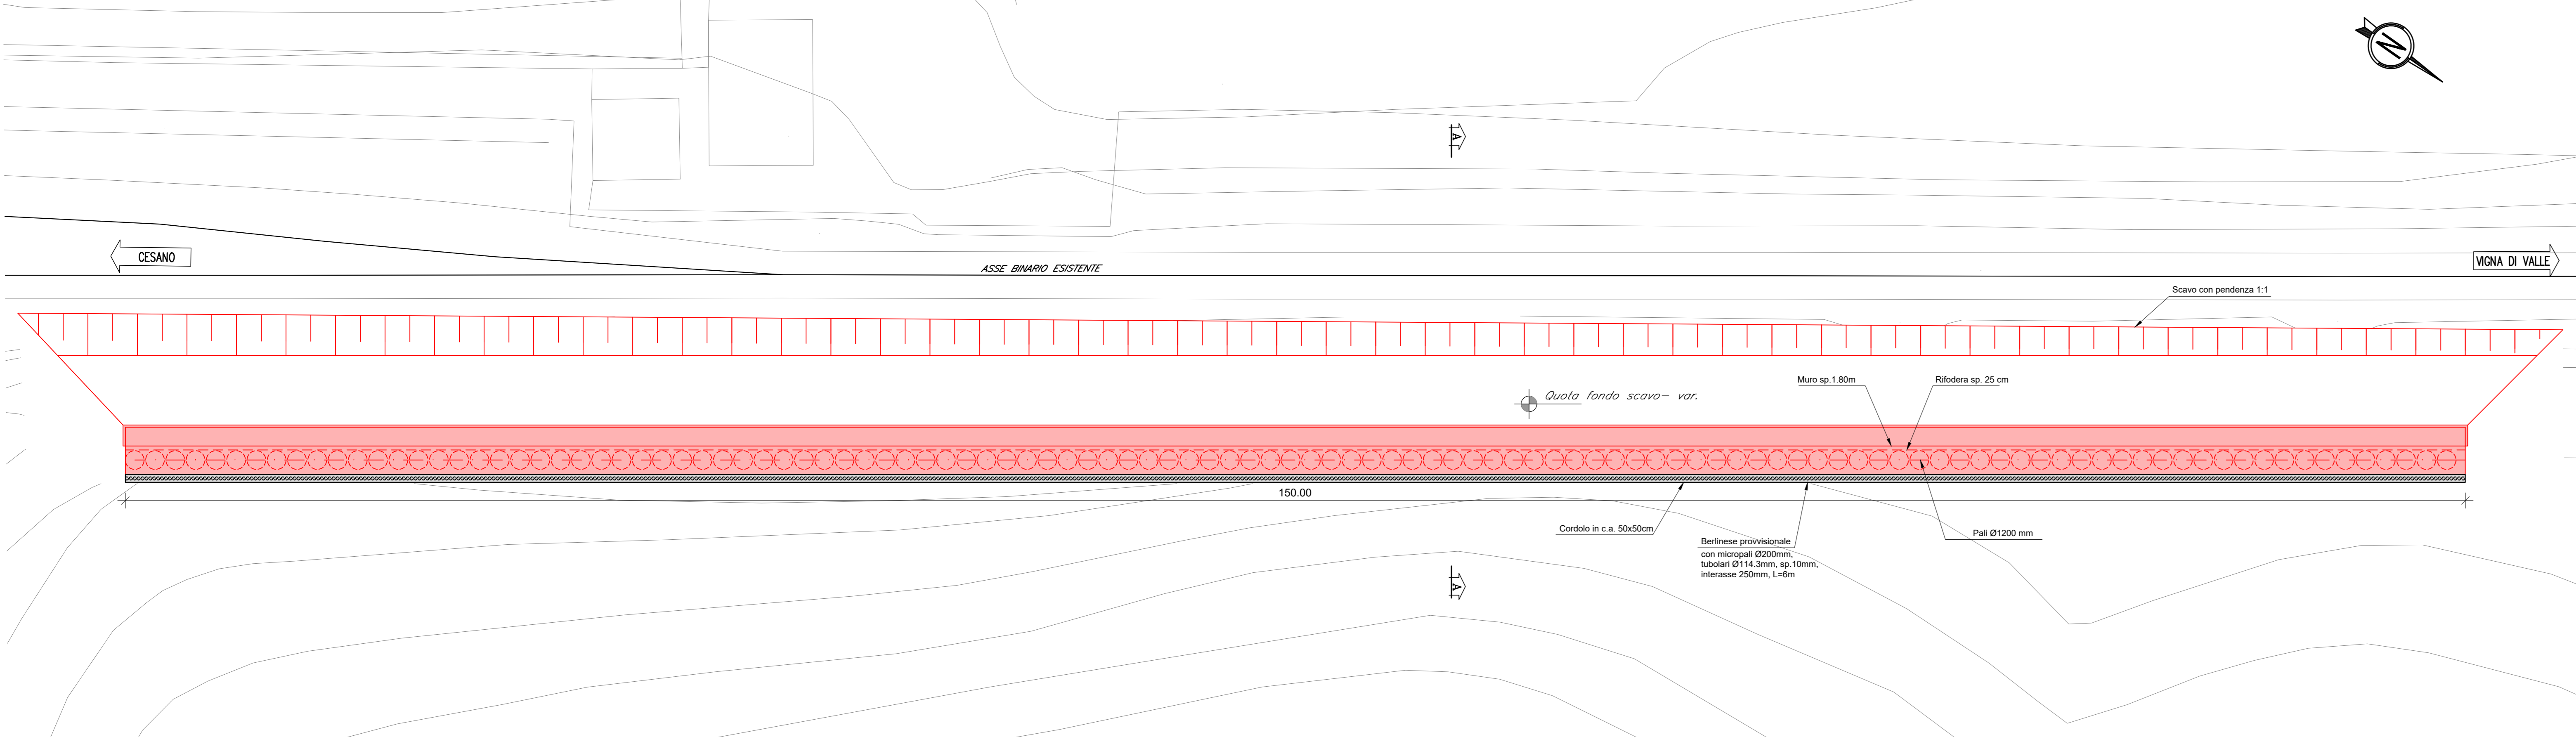 N
A
CESANO
ASSE BINARIO ESISTENTE
VIGNA DI VALLE
Scavo con pendenza 1:1
Muro sp.1.80m
Rifodera sp. 25 cm
Quota fondo scavo- var.
150.00
Cordolo in c.a. 50x50cm
Pali Ø1200 mm
Berlinese provvisionale
con micropali Ø200mm,
tubolari Ø114.3mm, sp.10mm,
interasse 250mm, L=6m
A